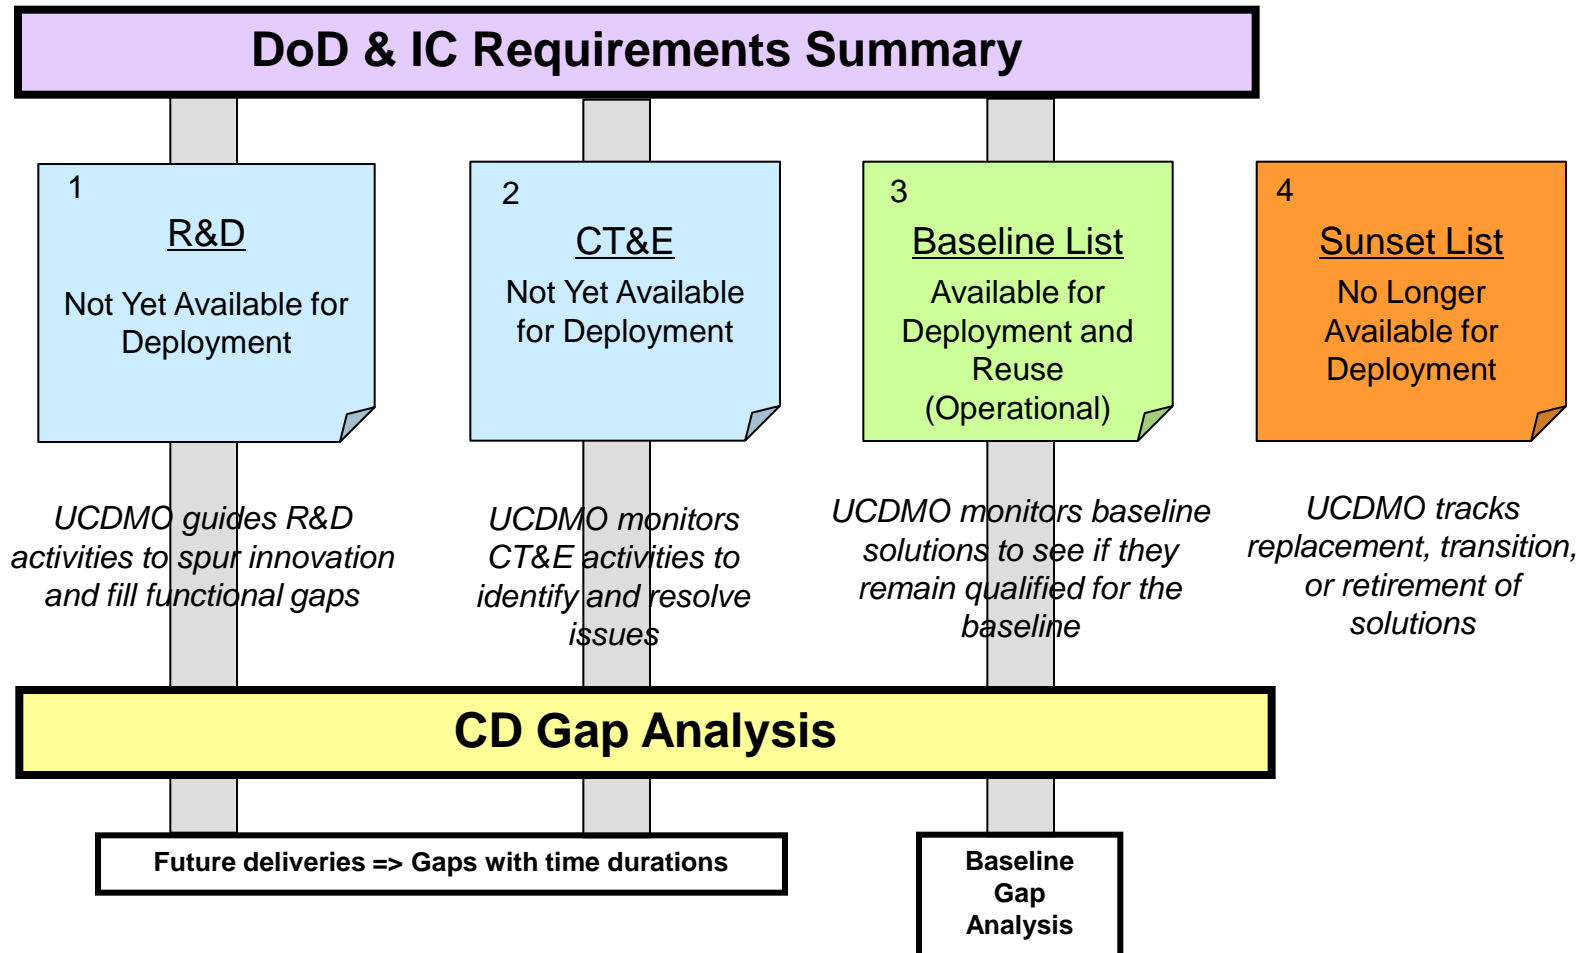 DoD & IC Requirements Summary
1
R&D
Not Yet Available for
Deployment
2
CT&E
Not Yet Available
for Deployment
3
Baseline List
Available for
Deployment and
Reuse
(Operational)
4
Sunset List
No Longer
Available for
Deployment
UCDMO guides R&D
activities to spur innovation
and fill functional gaps
UCDMO monitors
CT&E activities to
identify and resolve
issues
UCDMO monitors baseline
solutions to see if they
remain qualified for the
baseline
UCDMO tracks
replacement, transition,
or retirement of
solutions
CD Gap Analysis
Future deliveries => Gaps with time durations
Baseline
Gap
Analysis